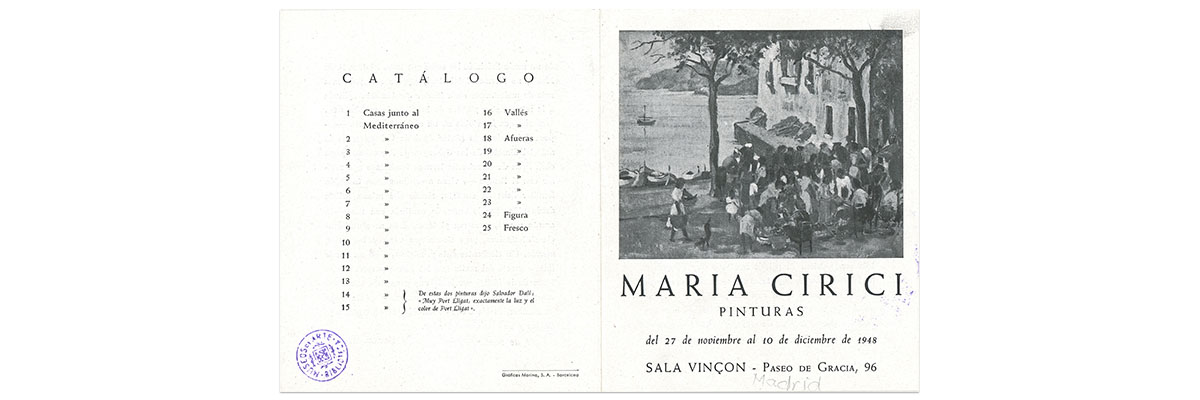 CATÁLOGO
1 Casas junto al
Mediterráneo
2 »
3 »
4 »
5 »
6 »
7 »
8 »
9 »
10 »
11 »
12 »
13 »
14 »
15 »
De estas dos pinturas dijo Salvador Dalí;
«Muy Port Lligat, exactamente la luz y el
color de Port Lligat».
16 Vallés
17 »
18 Afueras
19 »
20 »
21 »
22 »
23 »
24 Figura
25 Fresco
MUSEOS ARTE
Gráficas Marina, S. A. - Barcelona
MARIA CIRICI
PINTURAS
del 27 de noviembre al 10 de diciembre de 1948
SALA VINÇON - PASEO DE GRACIA, 96
Madrid